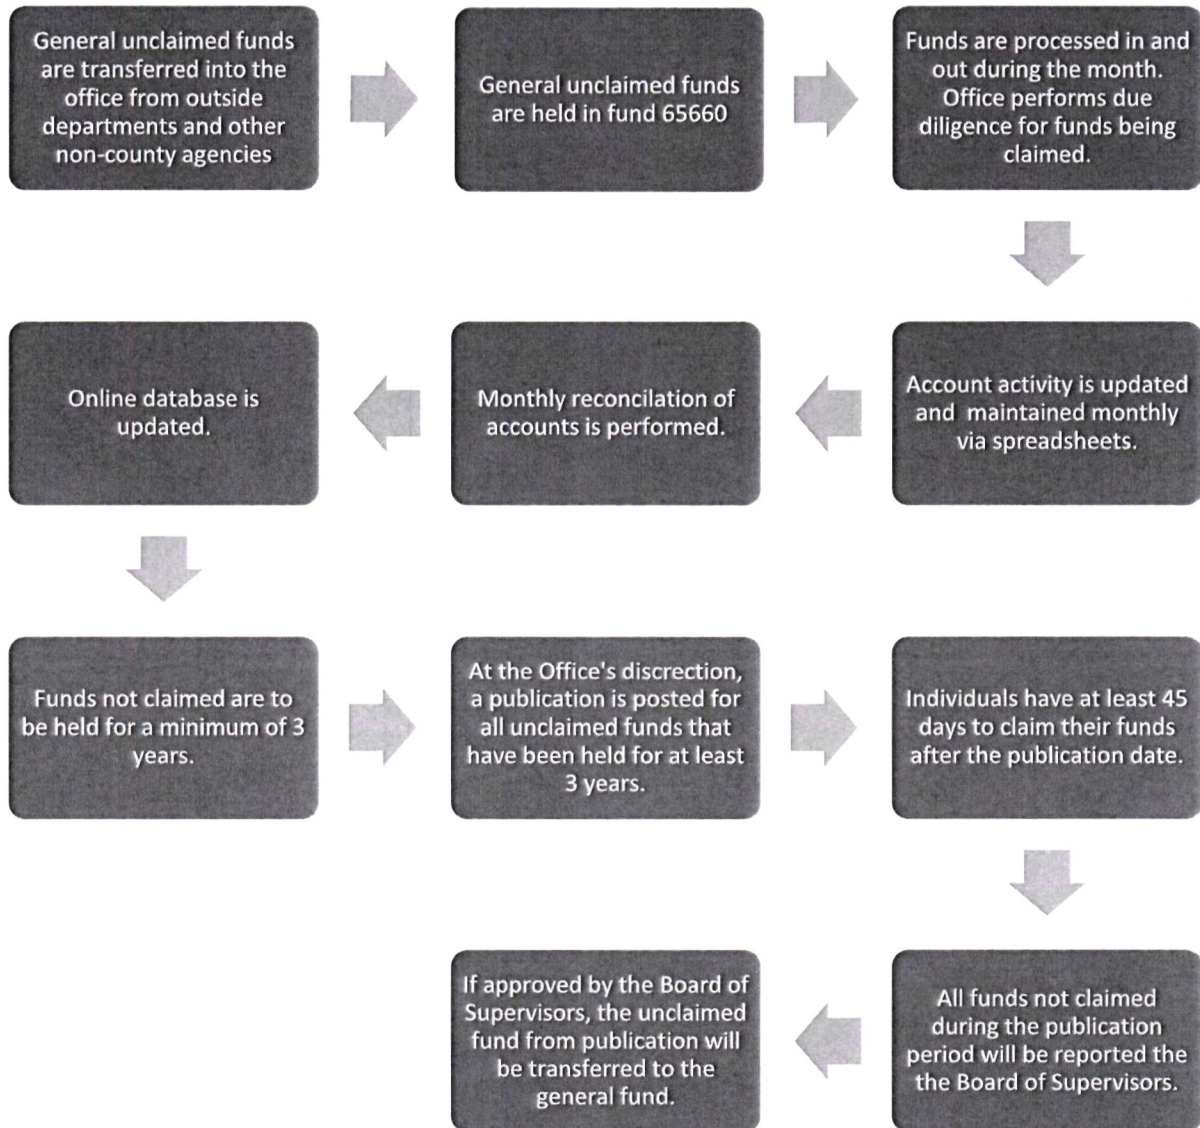 General unclaimed funds
are transferred into the
office from outside
departments and other
non-county agencies
General unclaimed funds
are held in fund 65660
Funds are processed in and
out during the month.
Office performs due
diligence for funds being
claimed.
Account activity is updated
and maintained monthly
via spreadsheets.
Monthly reconcilation of
accounts is performed.
Online database is
updated.
Funds not claimed are to
be held for a minimum of 3
years.
At the Office's discrection,
a publication is posted for
all unclaimed funds that
have been held for at least
3 years.
Individuals have at least 45
days to claim their funds
after the publication date.
All funds not claimed
during the publication
period will be reported the
the Board of Supervisors.
If approved by the Board of
Supervisors, the unclaimed
fund from publication will
be transferred to the
general fund.